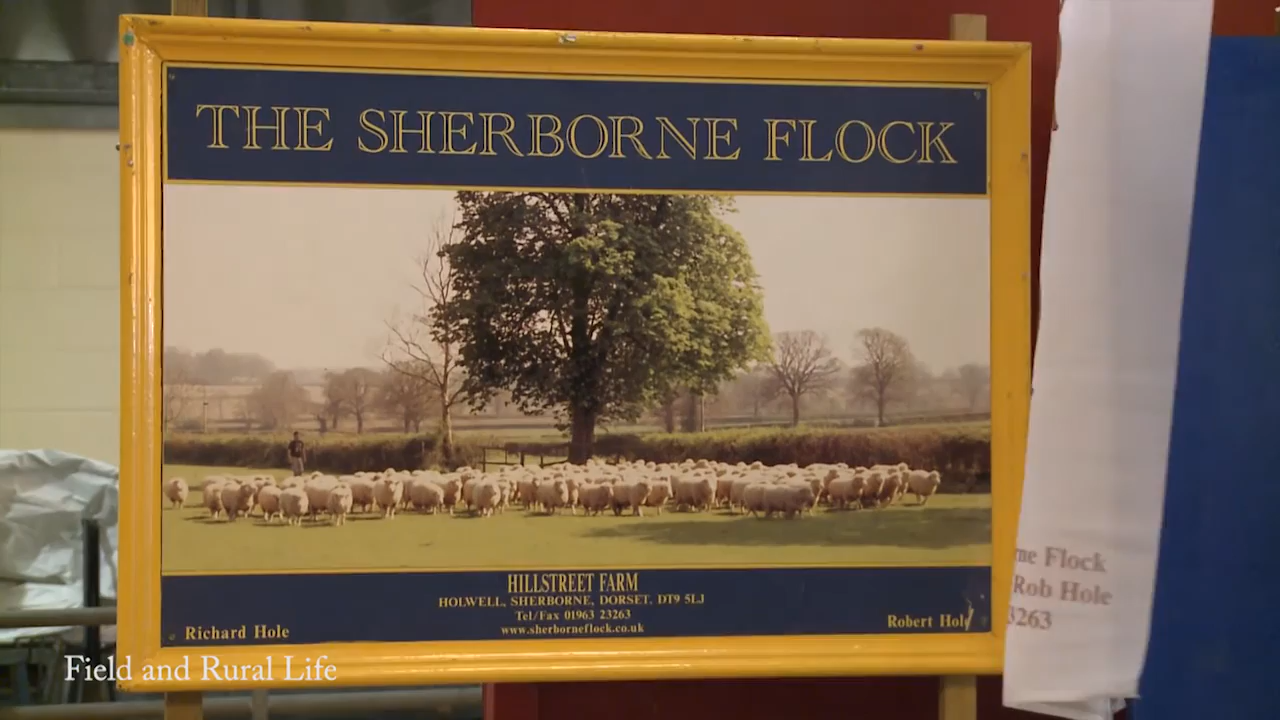 THE SHERBORNE FLOCK
HILLSTREET FARM
HOLWELL, SHERBORNE, DORSET. DT9 5LJ
Tel/Fax 01963 23263
www.sherborneflock.co.uk
Richard Hole
Robert Hole
ne Flock
Rob Hole
3263
Field and Rural Life